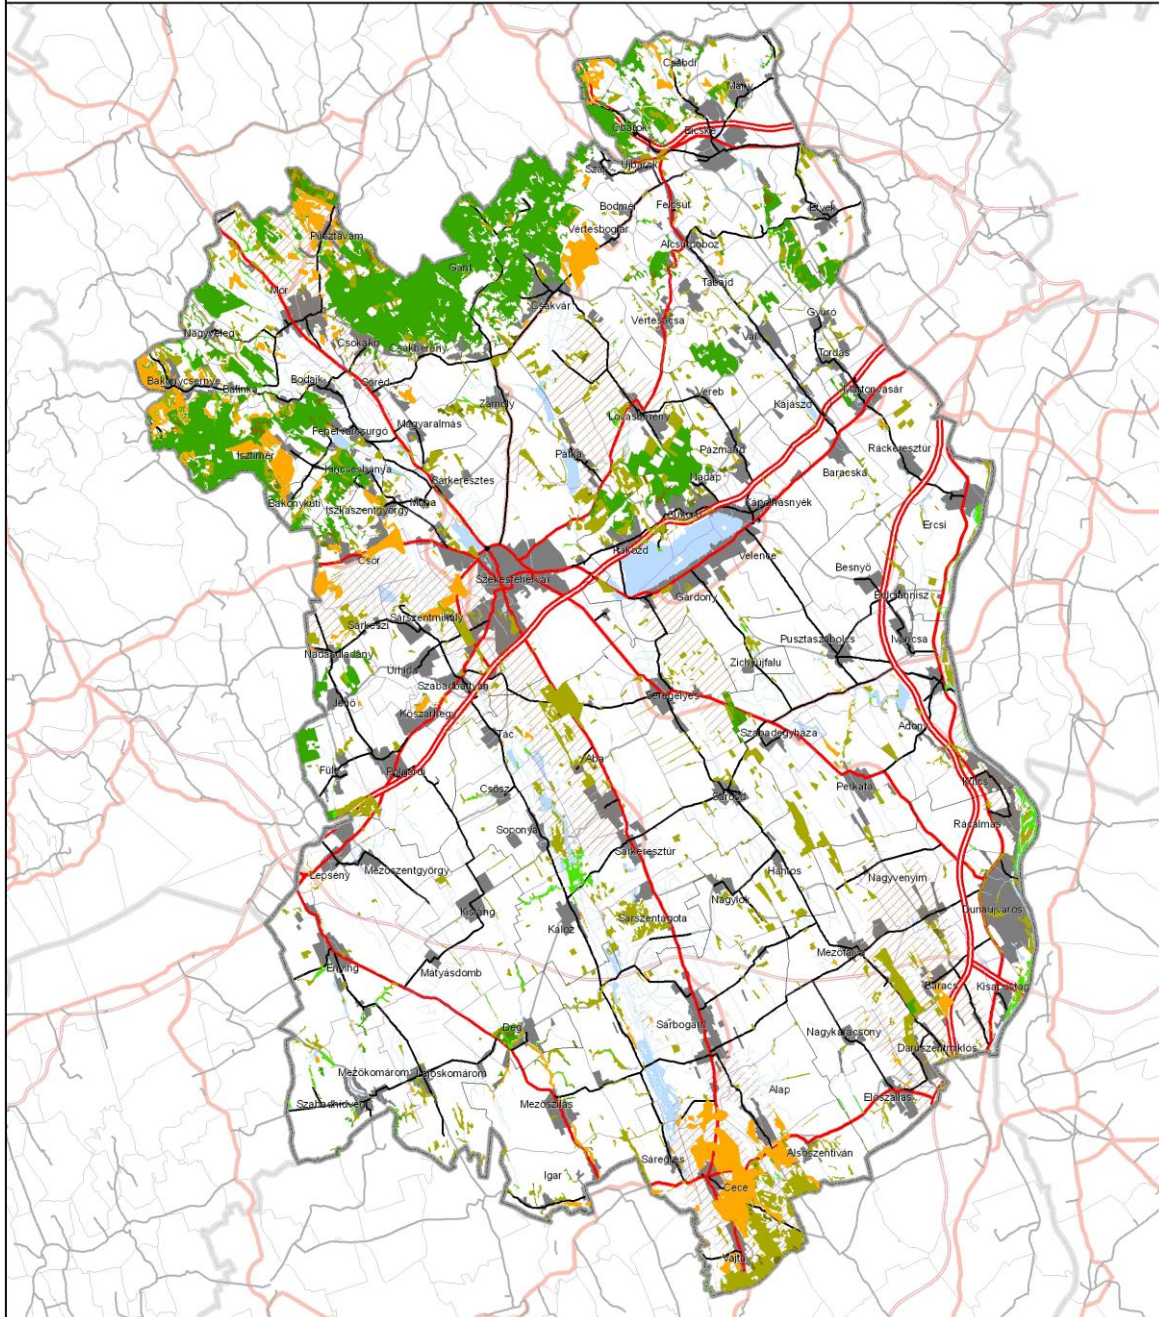 Csabdi
Mány
Óbarok
Bicske
Újbarok
Szár
Bodmér
Felcsút
Etyek
Vértesboglár
Alcsútdoboz
Pusztavám
Gánt
Tabajd
Mór
Csákvár
Vértesacsa
Gyúró
Nagyveleg
Vál
Tordas
Csókakő
Csákberény
Martonvásár
Bakonycsernye
Balinka
Bodajk
Söréd
Vereb
Zámoly
Kajászó
Lovasberény
Magyaralmás
Fehérvárcsurgó
Pázmánd
Ráckeresztúr
Isztimér
Pátka
Baracska
Kincsesbánya
Nadap
Sárkeresztes
Bakonykúti
Moha
Kápolnásnyék
Iszkaszentgyörgy
Sukoró
Ercsi
Pákozd
Velence
Csór
Besnyő
Székesfehérvár
Gárdony
Beloiannisz
Sárszentmihály
Sárkeszi
Iváncsa
Pusztaszabolcs
Nádasdladány
Zichyújfalu
Úrhida
Szabadbattyán
Seregélyes
Jenő
Kőszárhegy
Adony
Tác
Szabadegyháza
Aba
Füle
Polgárdi
Kulcs
Perkáta
Csősz
Sárosd
Rácalmás
Soponya
Sárkeresztúr
Lepsény
Mezőszentgyörgy
Hantos
Nagyvenyim
Nagylók
Kisláng
Dunaújváros
Sárszentágota
Káloz
Mezőfalva
Enying
Mátyásdomb
Baracs
Kisapostag
Sárbogárd
Dég
Nagykarácsony
Daruszentmiklós
Mezőkomárom
Lajoskomárom
Alap
Előszállás
Szabadhídvég
Mezőszilas
Alsószentiván
Sáregres
Igar
Cece
Vajta